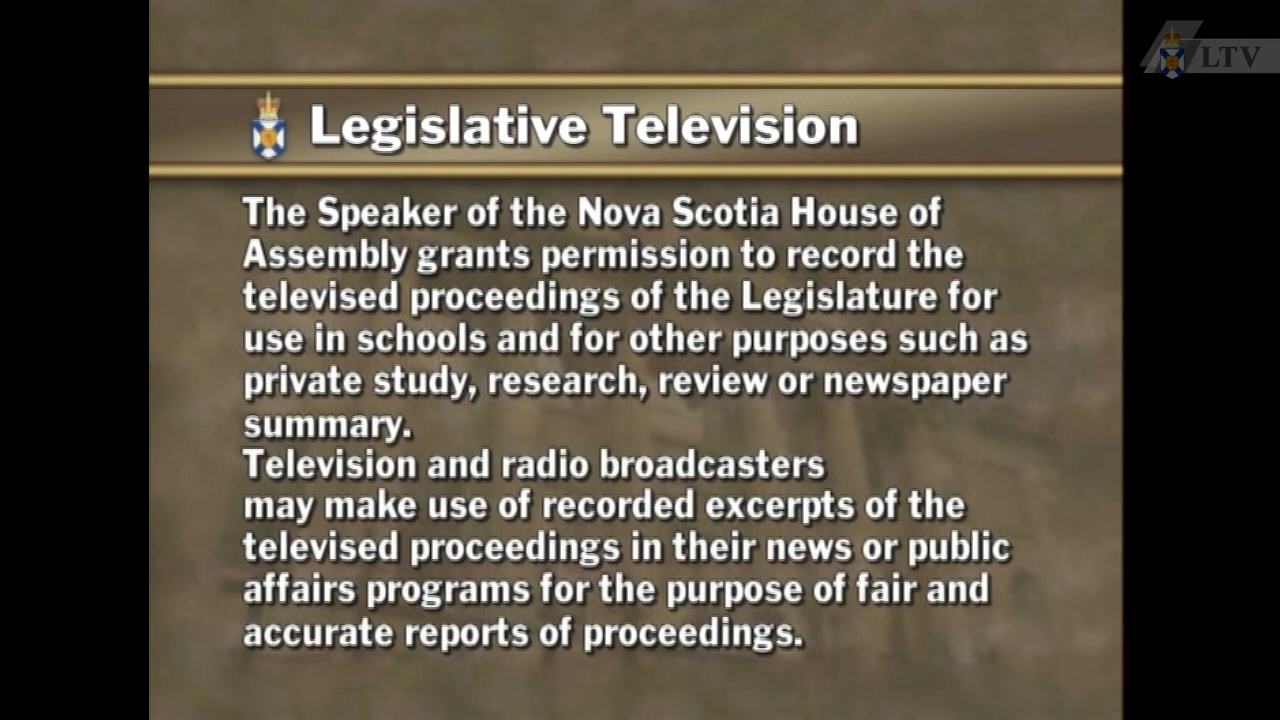 LTV
Legislative Television
The Speaker of the Nova Scotia House of
Assembly grants permission to record the
televised proceedings of the Legislature for
use in schools and for other purposes such as
private study, research, review or newspaper
summary.
Television and radio broadcasters
may make use of recorded excerpts of the
televised proceedings in their news or public
affairs programs for the purpose of fair and
accurate reports of proceedings.